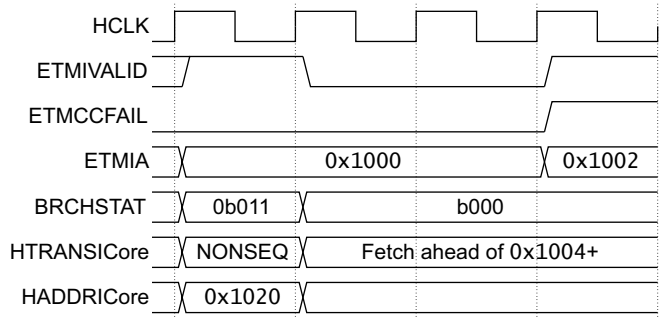 HCLK
ETMIVALID
ETMCCFAIL
ETMIA 0x1000 0x1002
BRCHSTAT 0b011 b000
HTRANSICore NONSEQ Fetch ahead of 0x1004+
HADDRICore 0x1020